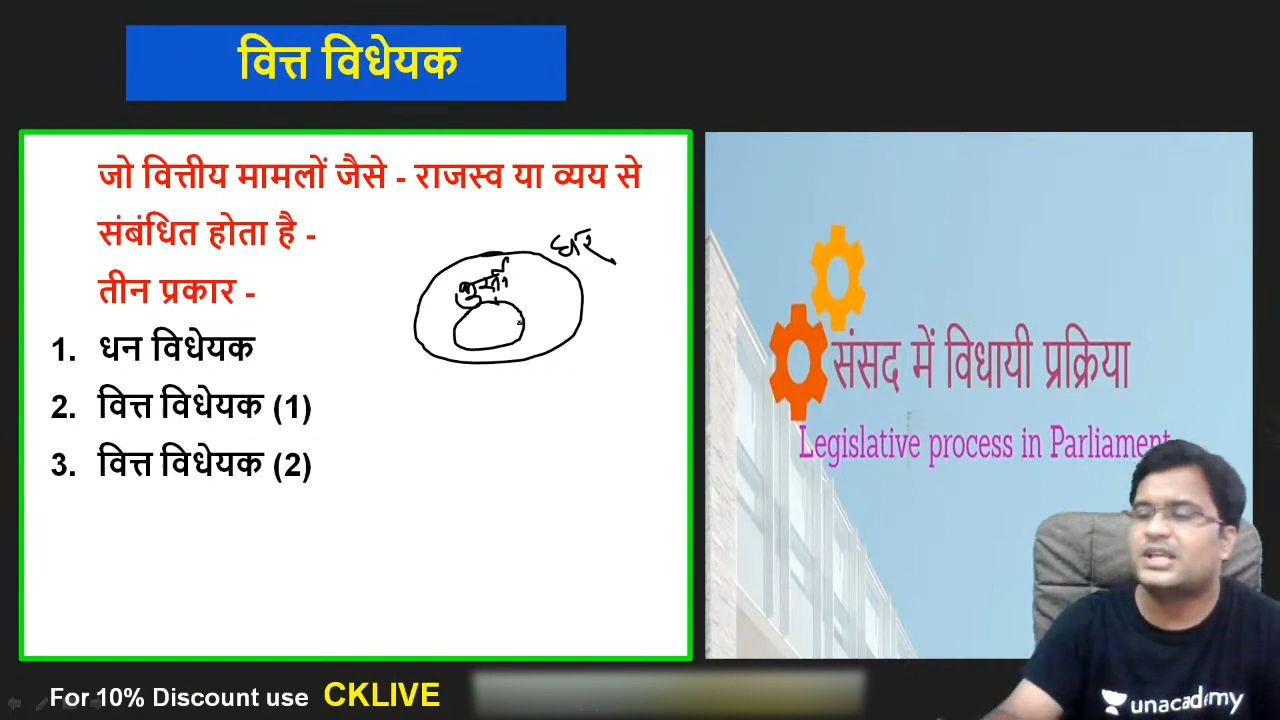 वित्त विधेयक
जो वित्तीय मामलों जैसे - राजस्व या व्यय से
संबंधित होता है -
तीन प्रकार -
1. धन विधेयक
2. वित्त विधेयक (1)
3. वित्त विधेयक (2)
संसद में विधायी प्रक्रिया
Legislative process in Parliament
unacademy
For 10% Discount use CKLIVE